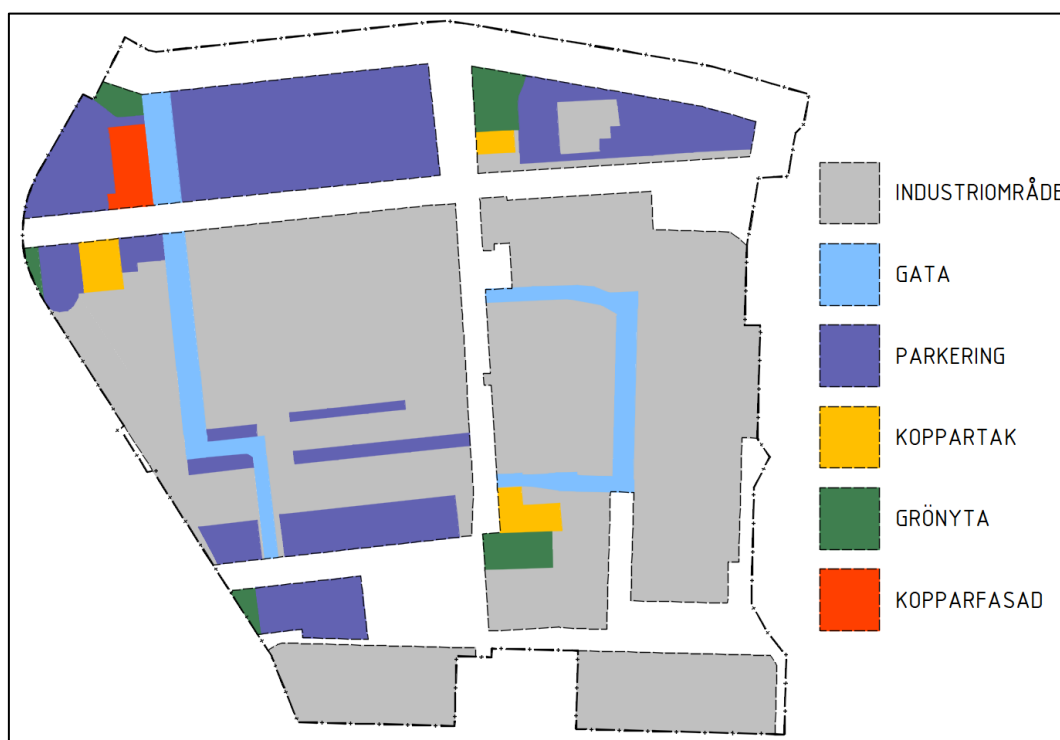 INDUSTRIOMRÅDE
GATA
PARKERING
KOPPARTAK
GRÖNYTA
KOPPARFASAD